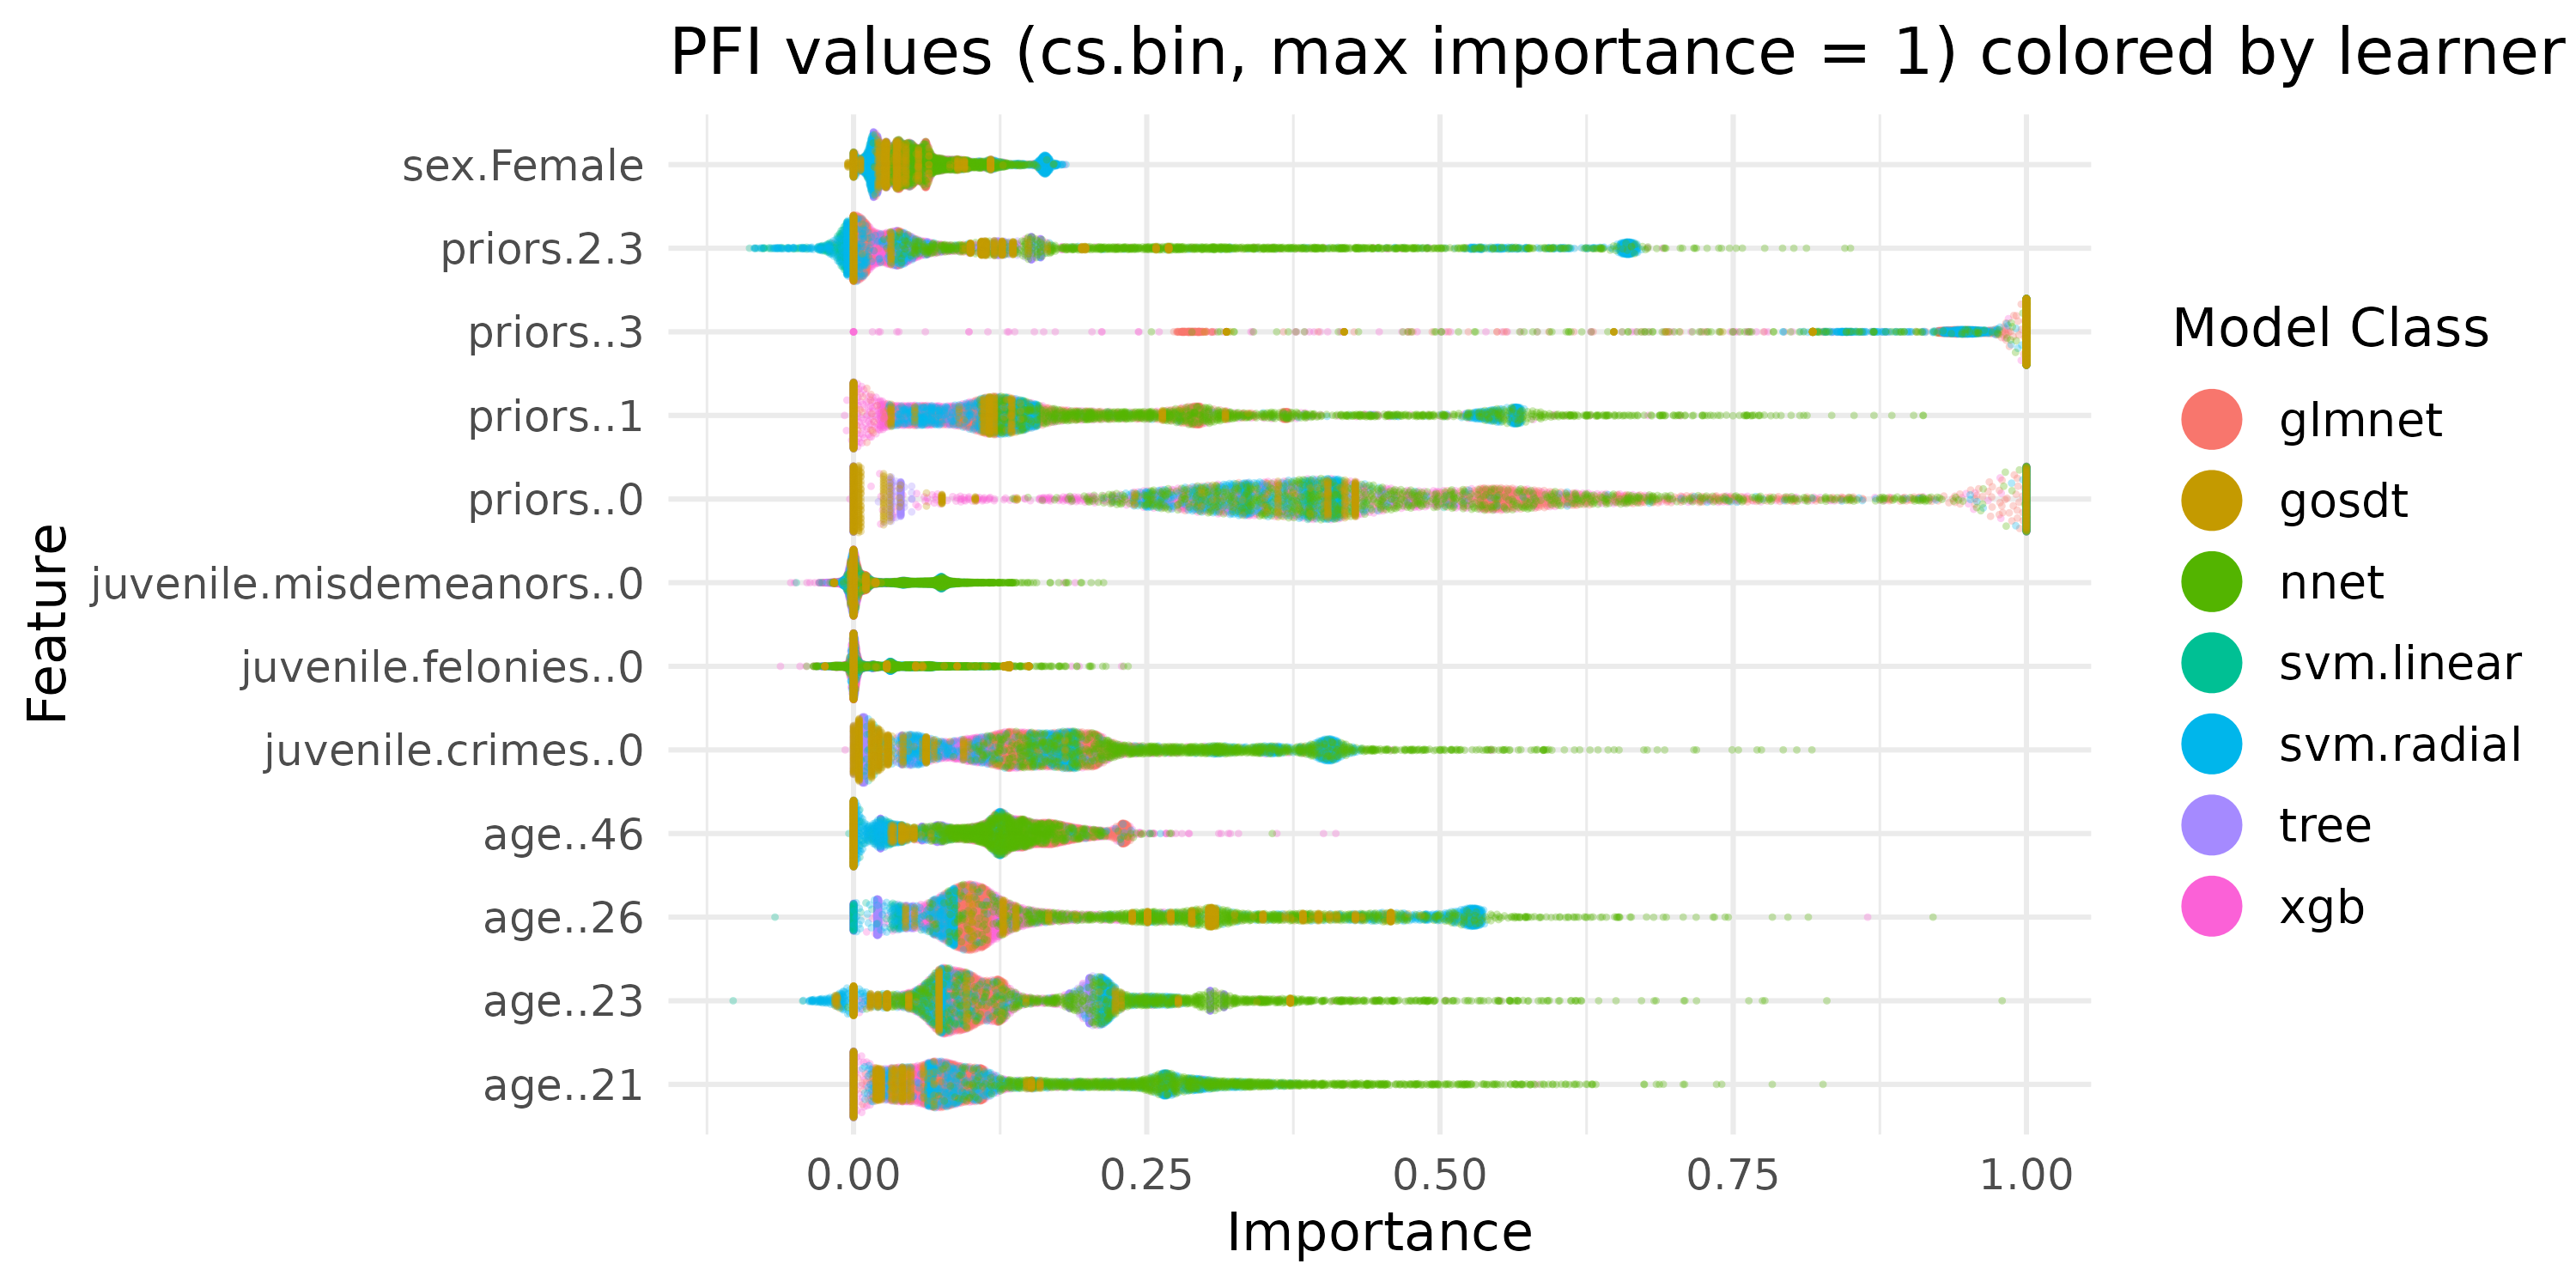 PFI values (cs.bin, max importance = 1) colored by learner
Feature
sex.Female
priors.2.3
priors..3
priors..1
priors..0
juvenile.misdemeanors..0
juvenile.felonies..0
juvenile.crimes..0
age..46
age..26
age..23
age..21
0.00 0.25 0.50 0.75 1.00
Importance
Model Class
glmnet
gosdt
nnet
svm.linear
svm.radial
tree
xgb